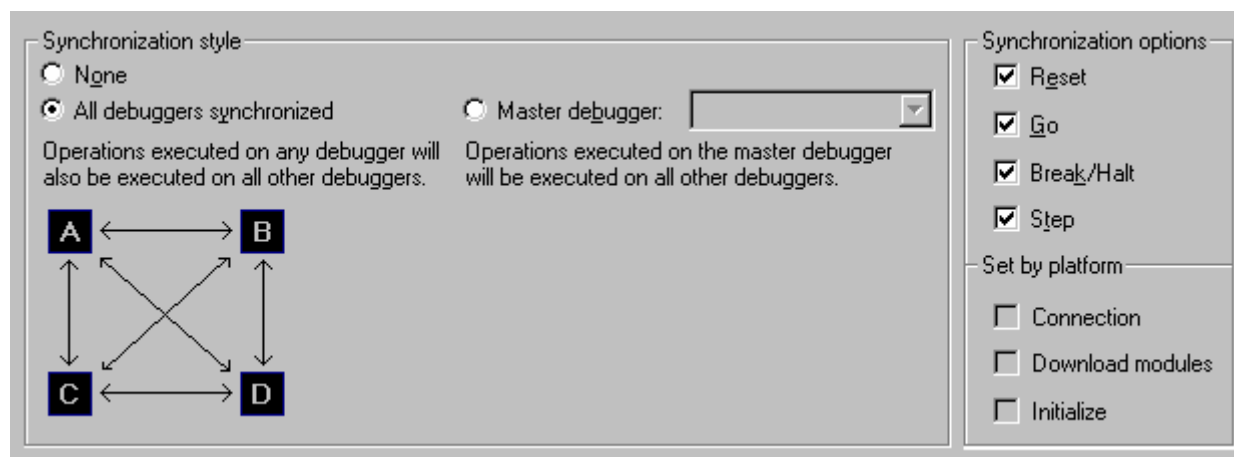 Synchronization style
None
All debuggers synchronized
Operations executed on any debugger will
also be executed on all other debuggers.
Master debugger:
Operations executed on the master debugger
will be executed on all other debuggers.
A B
C D
Synchronization options
Reset
Go
Break/Halt
Step
Set by platform
Connection
Download modules
Initialize